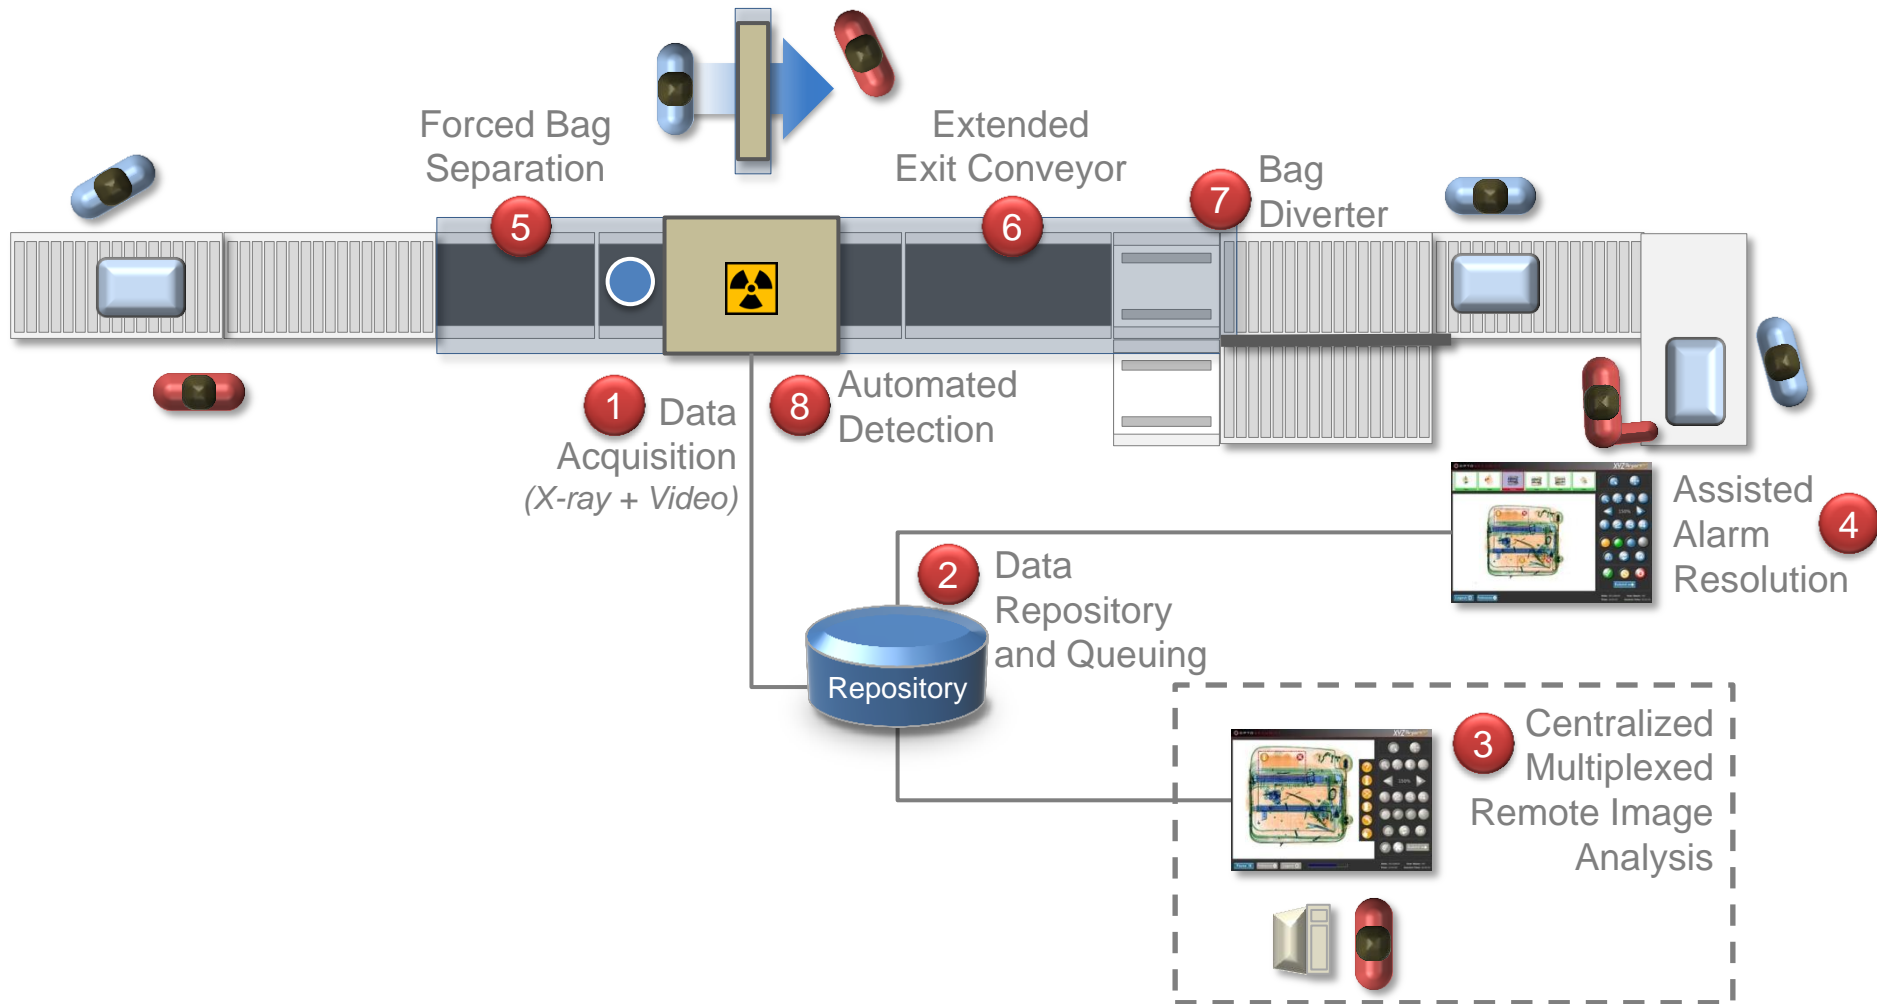 Forced Bag
Separation
5
Extended
Exit Conveyor
6
7
Bag
Diverter
1
Data
Acquisition
(X-ray + Video)
8
Automated
Detection
Assisted
Alarm
Resolution
4
2
Data
Repository
and Queuing
Repository
3
Centralized
Multiplexed
Remote Image
Analysis